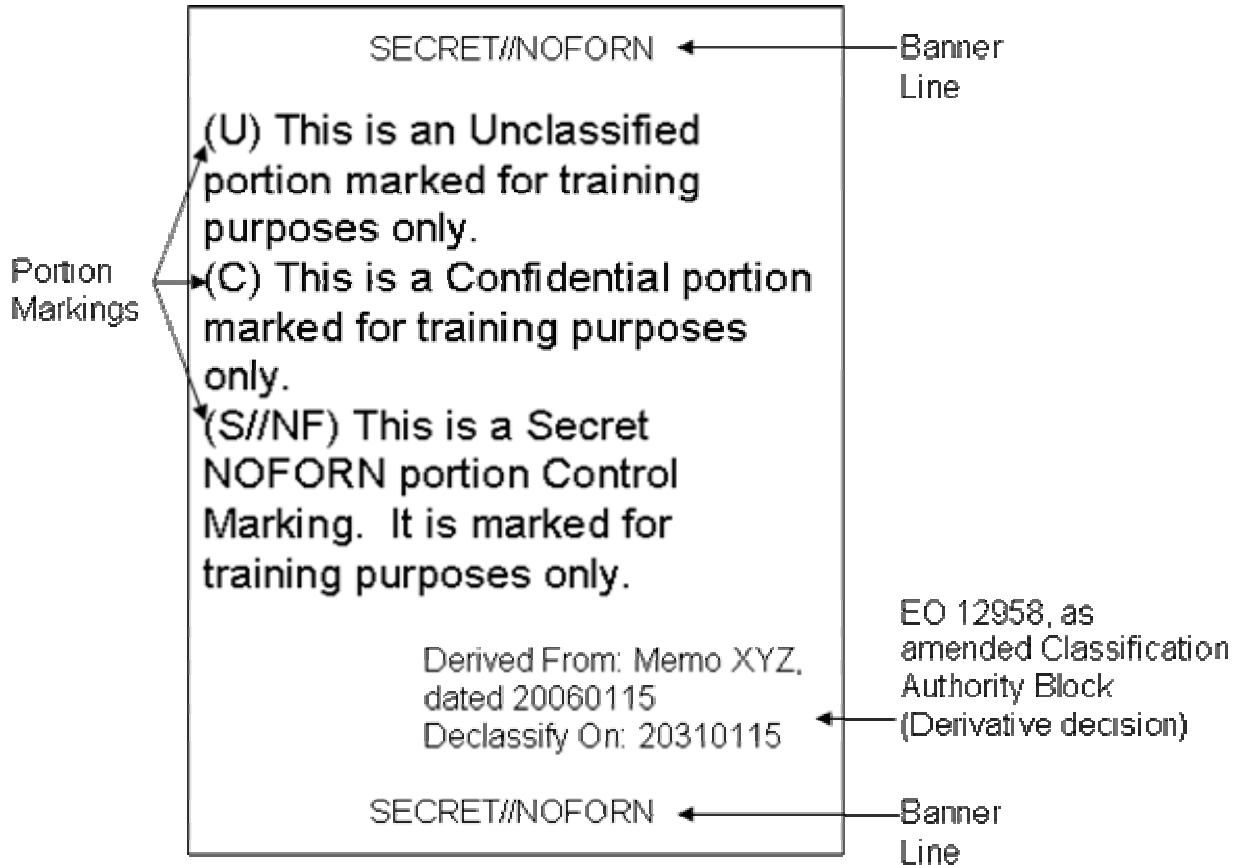 SECRET//NOFORN
Banner
Line
(U) This is an Unclassified
portion marked for training
purposes only.
Portion
Markings
(C) This is a Confidential portion
marked for training purposes
only.
(S//NF) This is a Secret
NOFORN portion Control
Marking. It is marked for
training purposes only.
Derived From: Memo XYZ,
dated 20060115
Declassify On: 20310115
EO 12958, as
amended Classification
Authority Block
(Derivative decision)
SECRET//NOFORN
Banner
Line